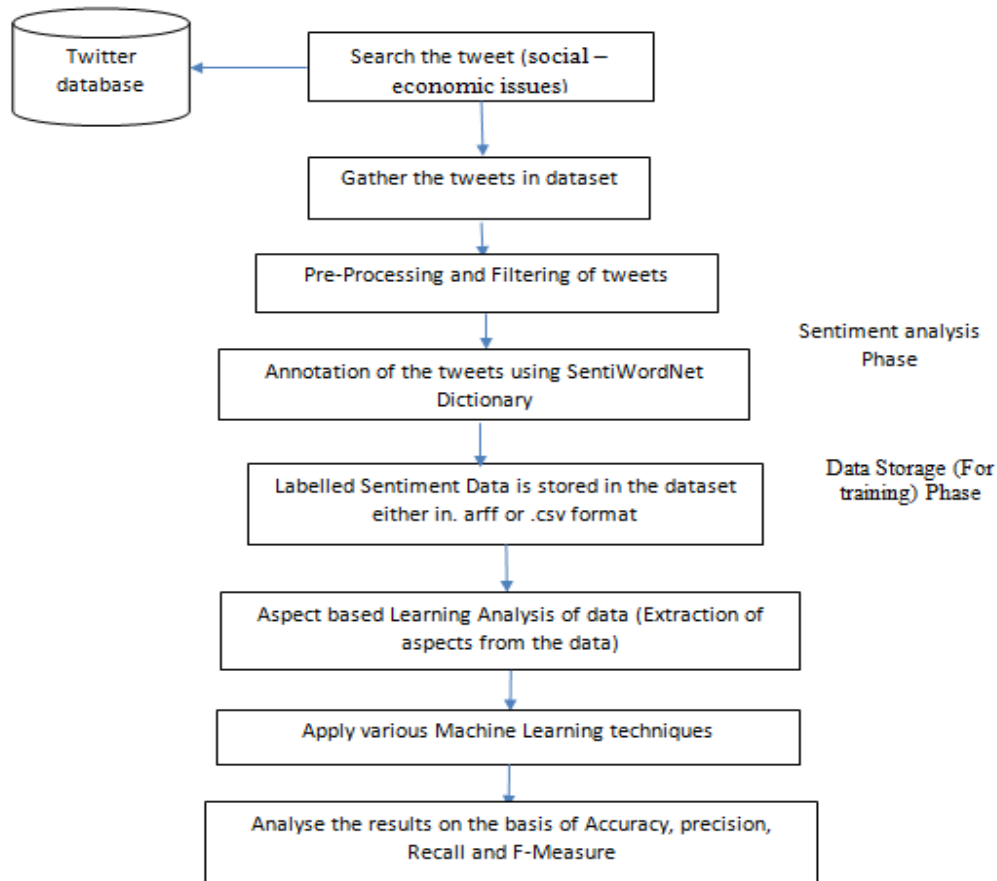 Twitter
database
Search the tweet (social –
economic issues)
Gather the tweets in dataset
Pre-Processing and Filtering of tweets
Sentiment analysis
Phase
Annotation of the tweets using SentiWordNet
Dictionary
Data Storage (For
training) Phase
Labelled Sentiment Data is stored in the dataset
either in. arff or .csv format
Aspect based Learning Analysis of data (Extraction of
aspects from the data)
Apply various Machine Learning techniques
Analyse the results on the basis of Accuracy, precision,
Recall and F-Measure